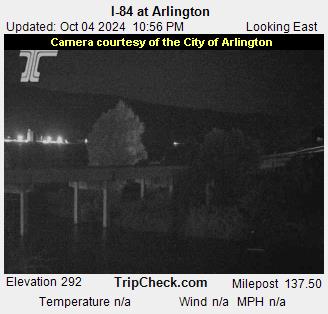 I-84 at Arlington
Updated: Oct 04 2024 10:56 PM Looking East
Camera courtesy of the City of Arlington
Elevation 292 TripCheck.com Milepost 137.50
Temperature n/a Wind n/a MPH n/a